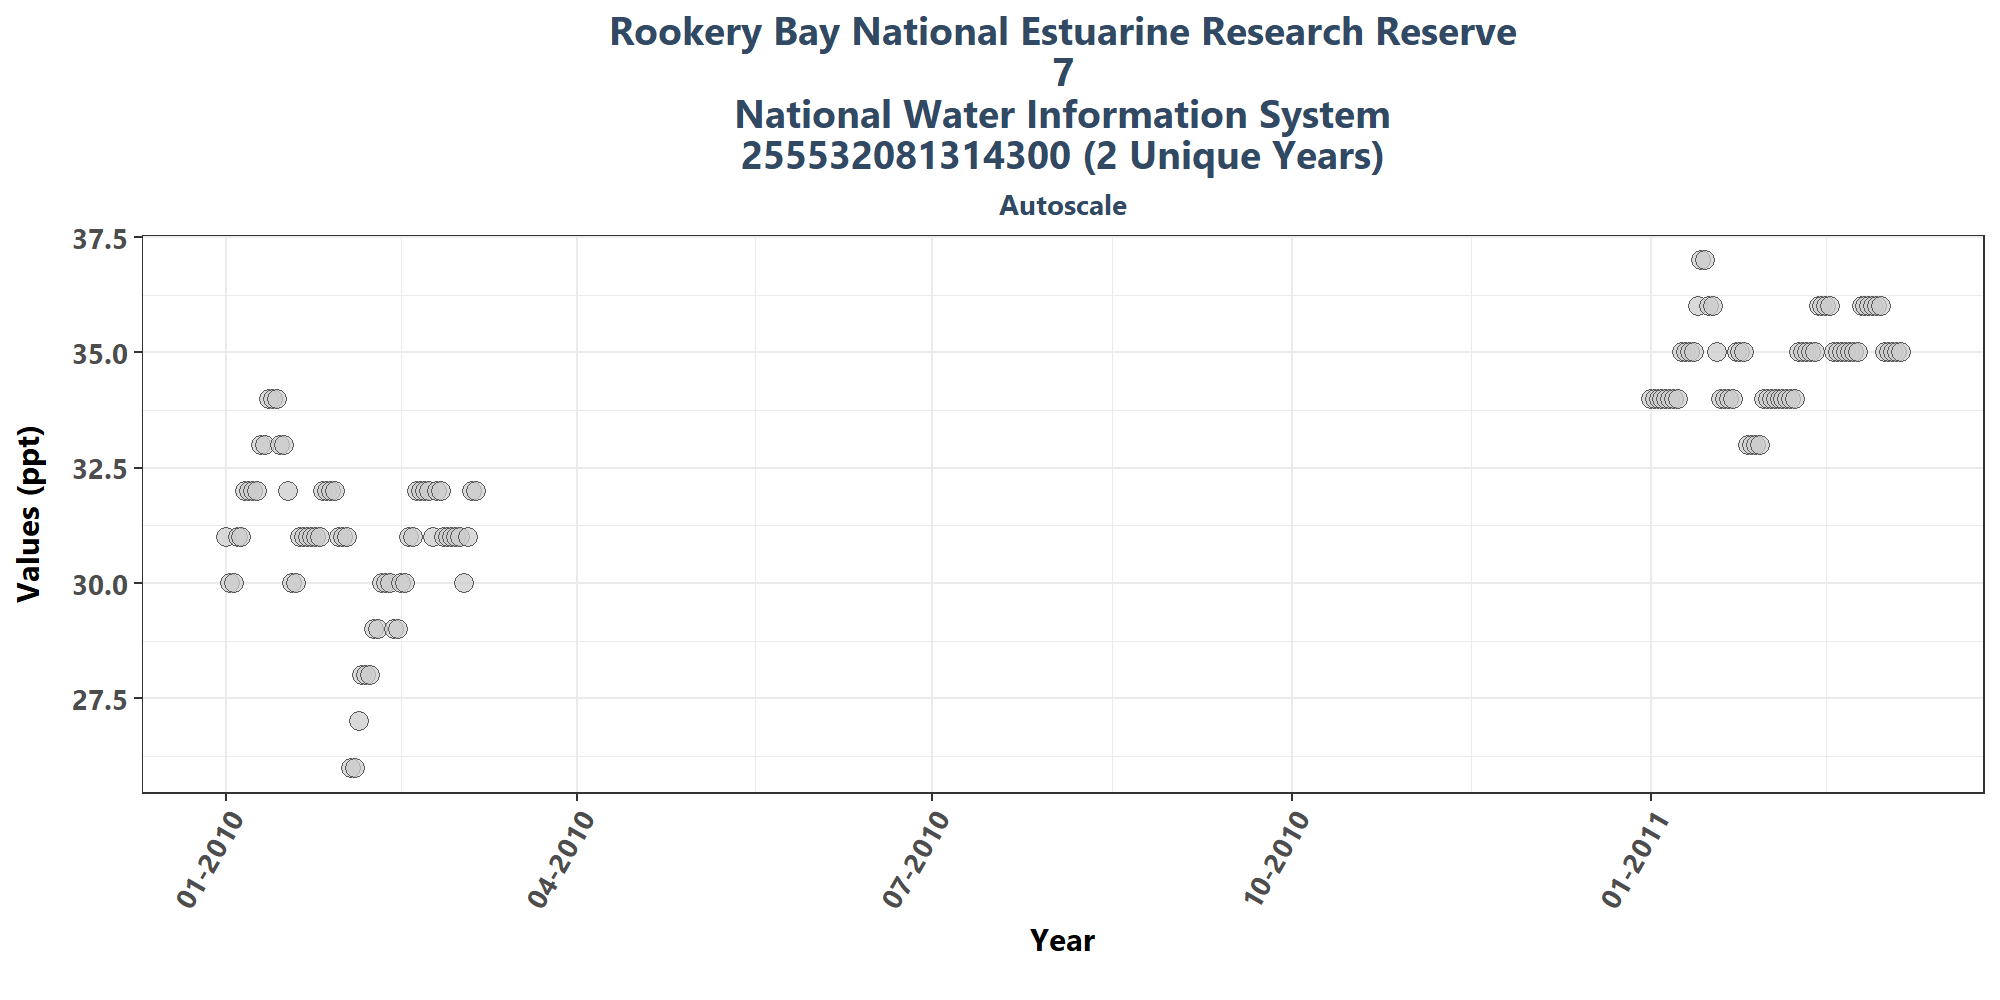 Rookery Bay National Estuarine Research Reserve
7
National Water Information System
255532081314300 (2 Unique Years)
Autoscale
37.5
35.0
32.5
30.0
27.5
Values (ppt)
01-2010
04-2010
07-2010
10-2010
01-2011
Year